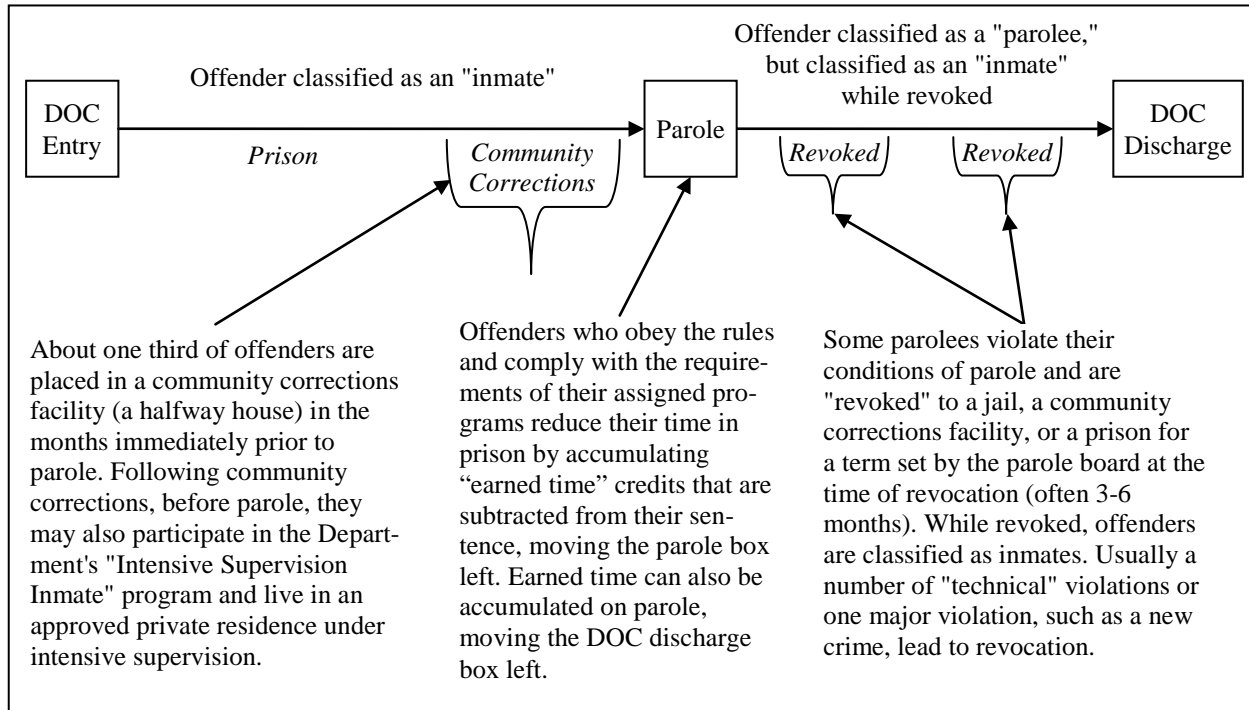 Offender classified as an "inmate"
Offender classified as a "parolee,"
but classified as an "inmate"
while revoked
DOC
Entry
Parole
DOC
Discharge
Prison
Community
Corrections
Revoked
Revoked
About one third of offenders are
placed in a community corrections
facility (a halfway house) in the
months immediately prior to
parole. Following community
corrections, before parole, they
may also participate in the Depart-
ment's "Intensive Supervision
Inmate" program and live in an
approved private residence under
intensive supervision.
Offenders who obey the rules
and comply with the require-
ments of their assigned pro-
grams reduce their time in
prison by accumulating
“earned time” credits that are
subtracted from their sen-
tence, moving the parole box
left. Earned time can also be
accumulated on parole,
moving the DOC discharge
box left.
Some parolees violate their
conditions of parole and are
"revoked" to a jail, a community
corrections facility, or a prison for
a term set by the parole board at the
time of revocation (often 3-6
months). While revoked, offenders
are classified as inmates. Usually a
number of "technical" violations or
one major violation, such as a new
crime, lead to revocation.